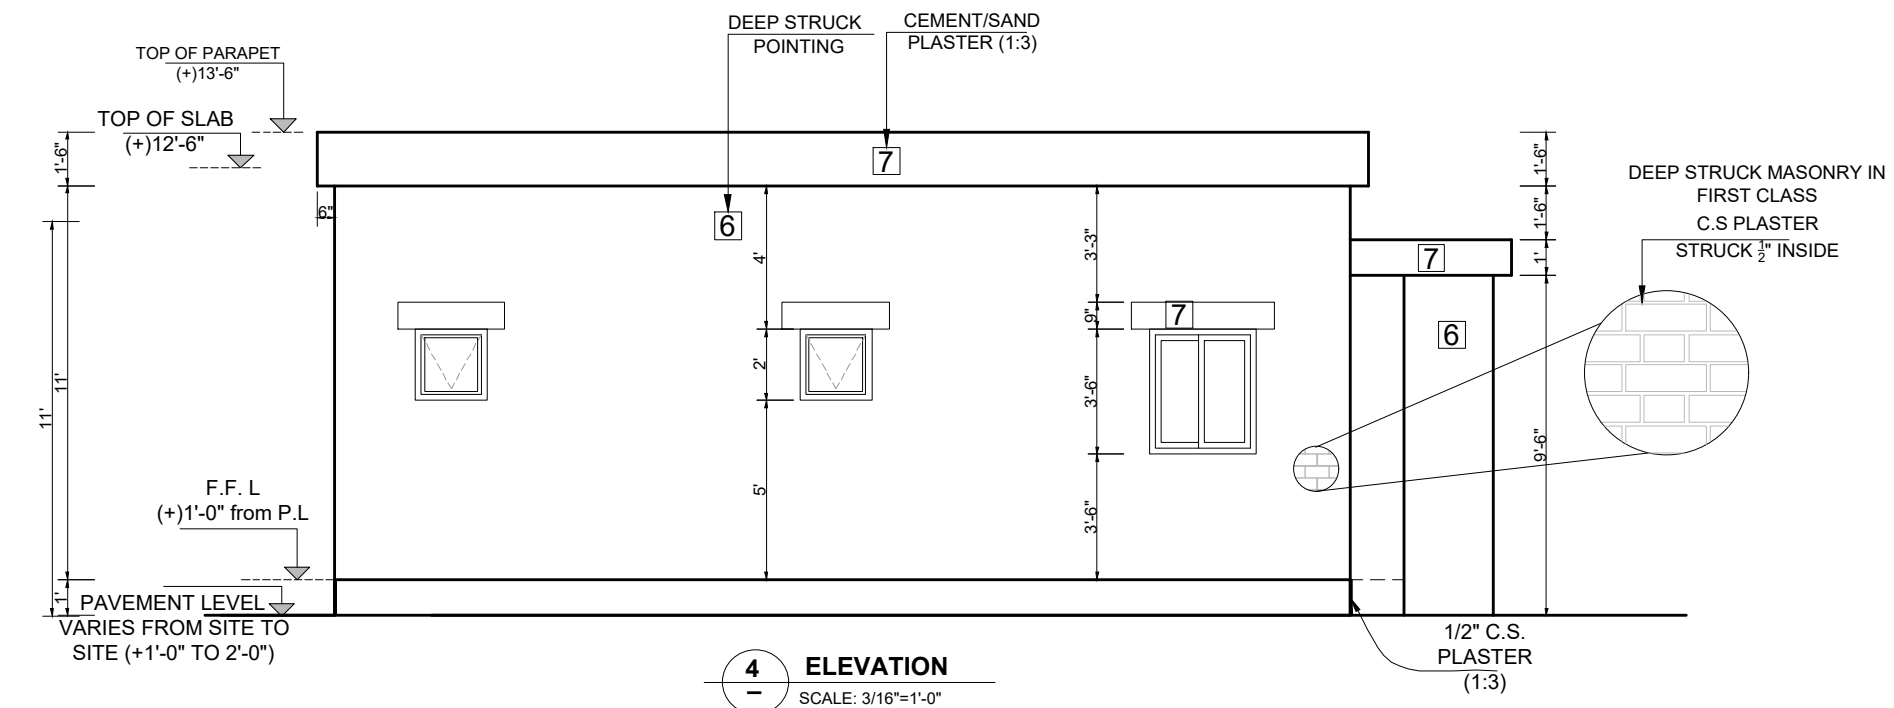 DEEP STRUCK
POINTING
CEMENT/SAND
PLASTER (1:3)
TOP OF PARAPET
(+)13'-6"
TOP OF SLAB
(+)12'-6"
1'-6"
7
1'-6"
DEEP STRUCK MASONRY IN
FIRST CLASS
C.S PLASTER
STRUCK ½" INSIDE
6"
6
4'
3'-3"
1'-6"
7
1'
9"
7
6
2'
3'-6"
11'
11'
9'-6"
5'
3'-6"
F.F. L
(+)1'-0" from P.L
1'
PAVEMENT LEVEL
VARIES FROM SITE TO
SITE (+1'-0" TO 2'-0")
1/2" C.S.
PLASTER
(1:3)
4
–
ELEVATION
SCALE: 3/16"=1'-0"